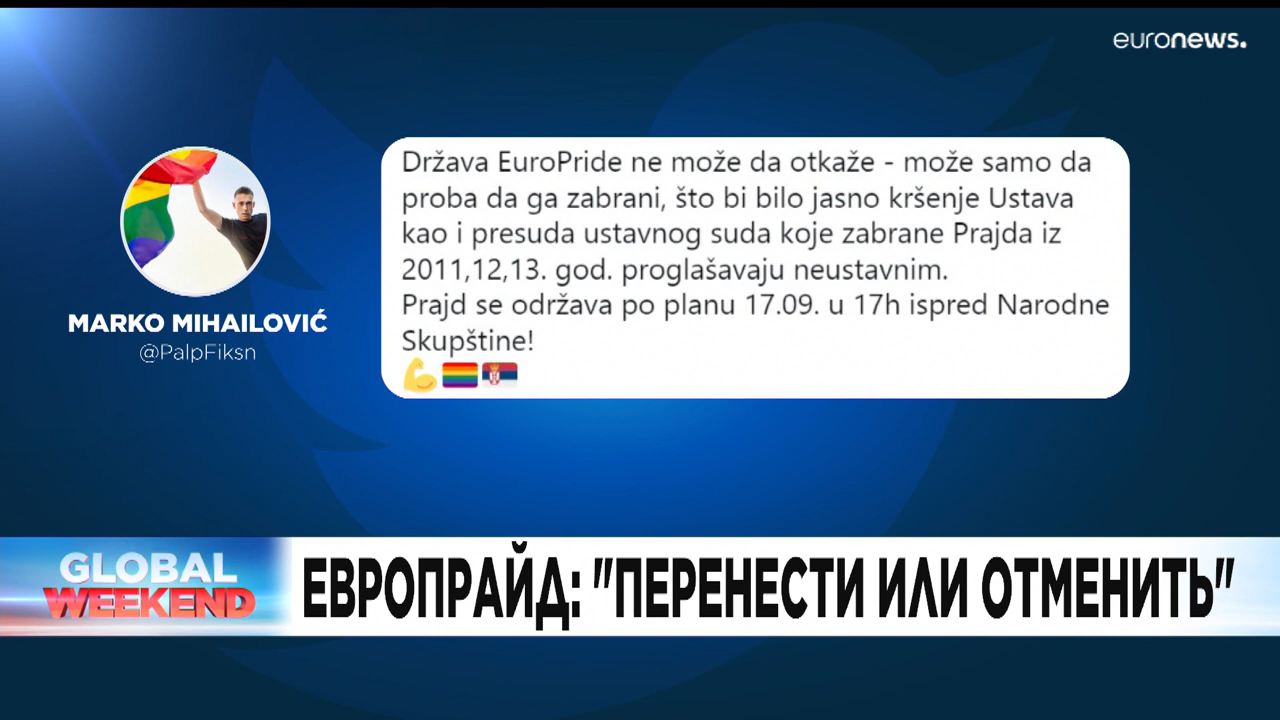 euronews.
Država EuroPride ne može da otkaže - može samo da
proba da ga zabrani, što bi bilo jasno kršenje Ustava
kao i presuda ustavnog suda koje zabrane Prajda iz
2011,12,13. god. proglašavaju neustavnim.
Prajd se održava po planu 17.09. u 17h ispred Narodne
Skupštine!
MARKO MIHAILOVIĆ
@PalpFiksn
GLOBAL
WEEKEND
ЕВРОПРАЙД: "ПЕРЕНЕСТИ ИЛИ ОТМЕНИТЬ"